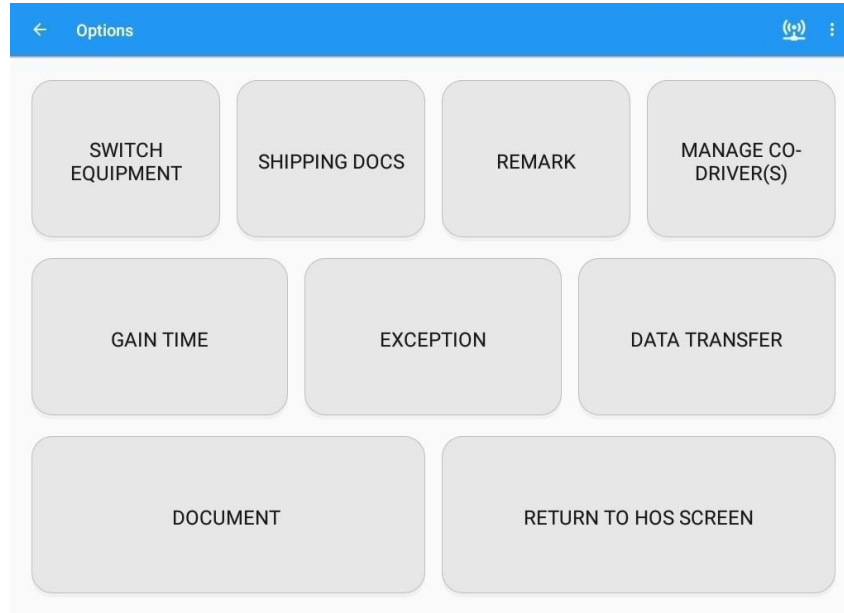 Options
SWITCH
EQUIPMENT
SHIPPING DOCS
REMARK
MANAGE CO-
DRIVER(S)
GAIN TIME
EXCEPTION
DATA TRANSFER
DOCUMENT
RETURN TO HOS SCREEN